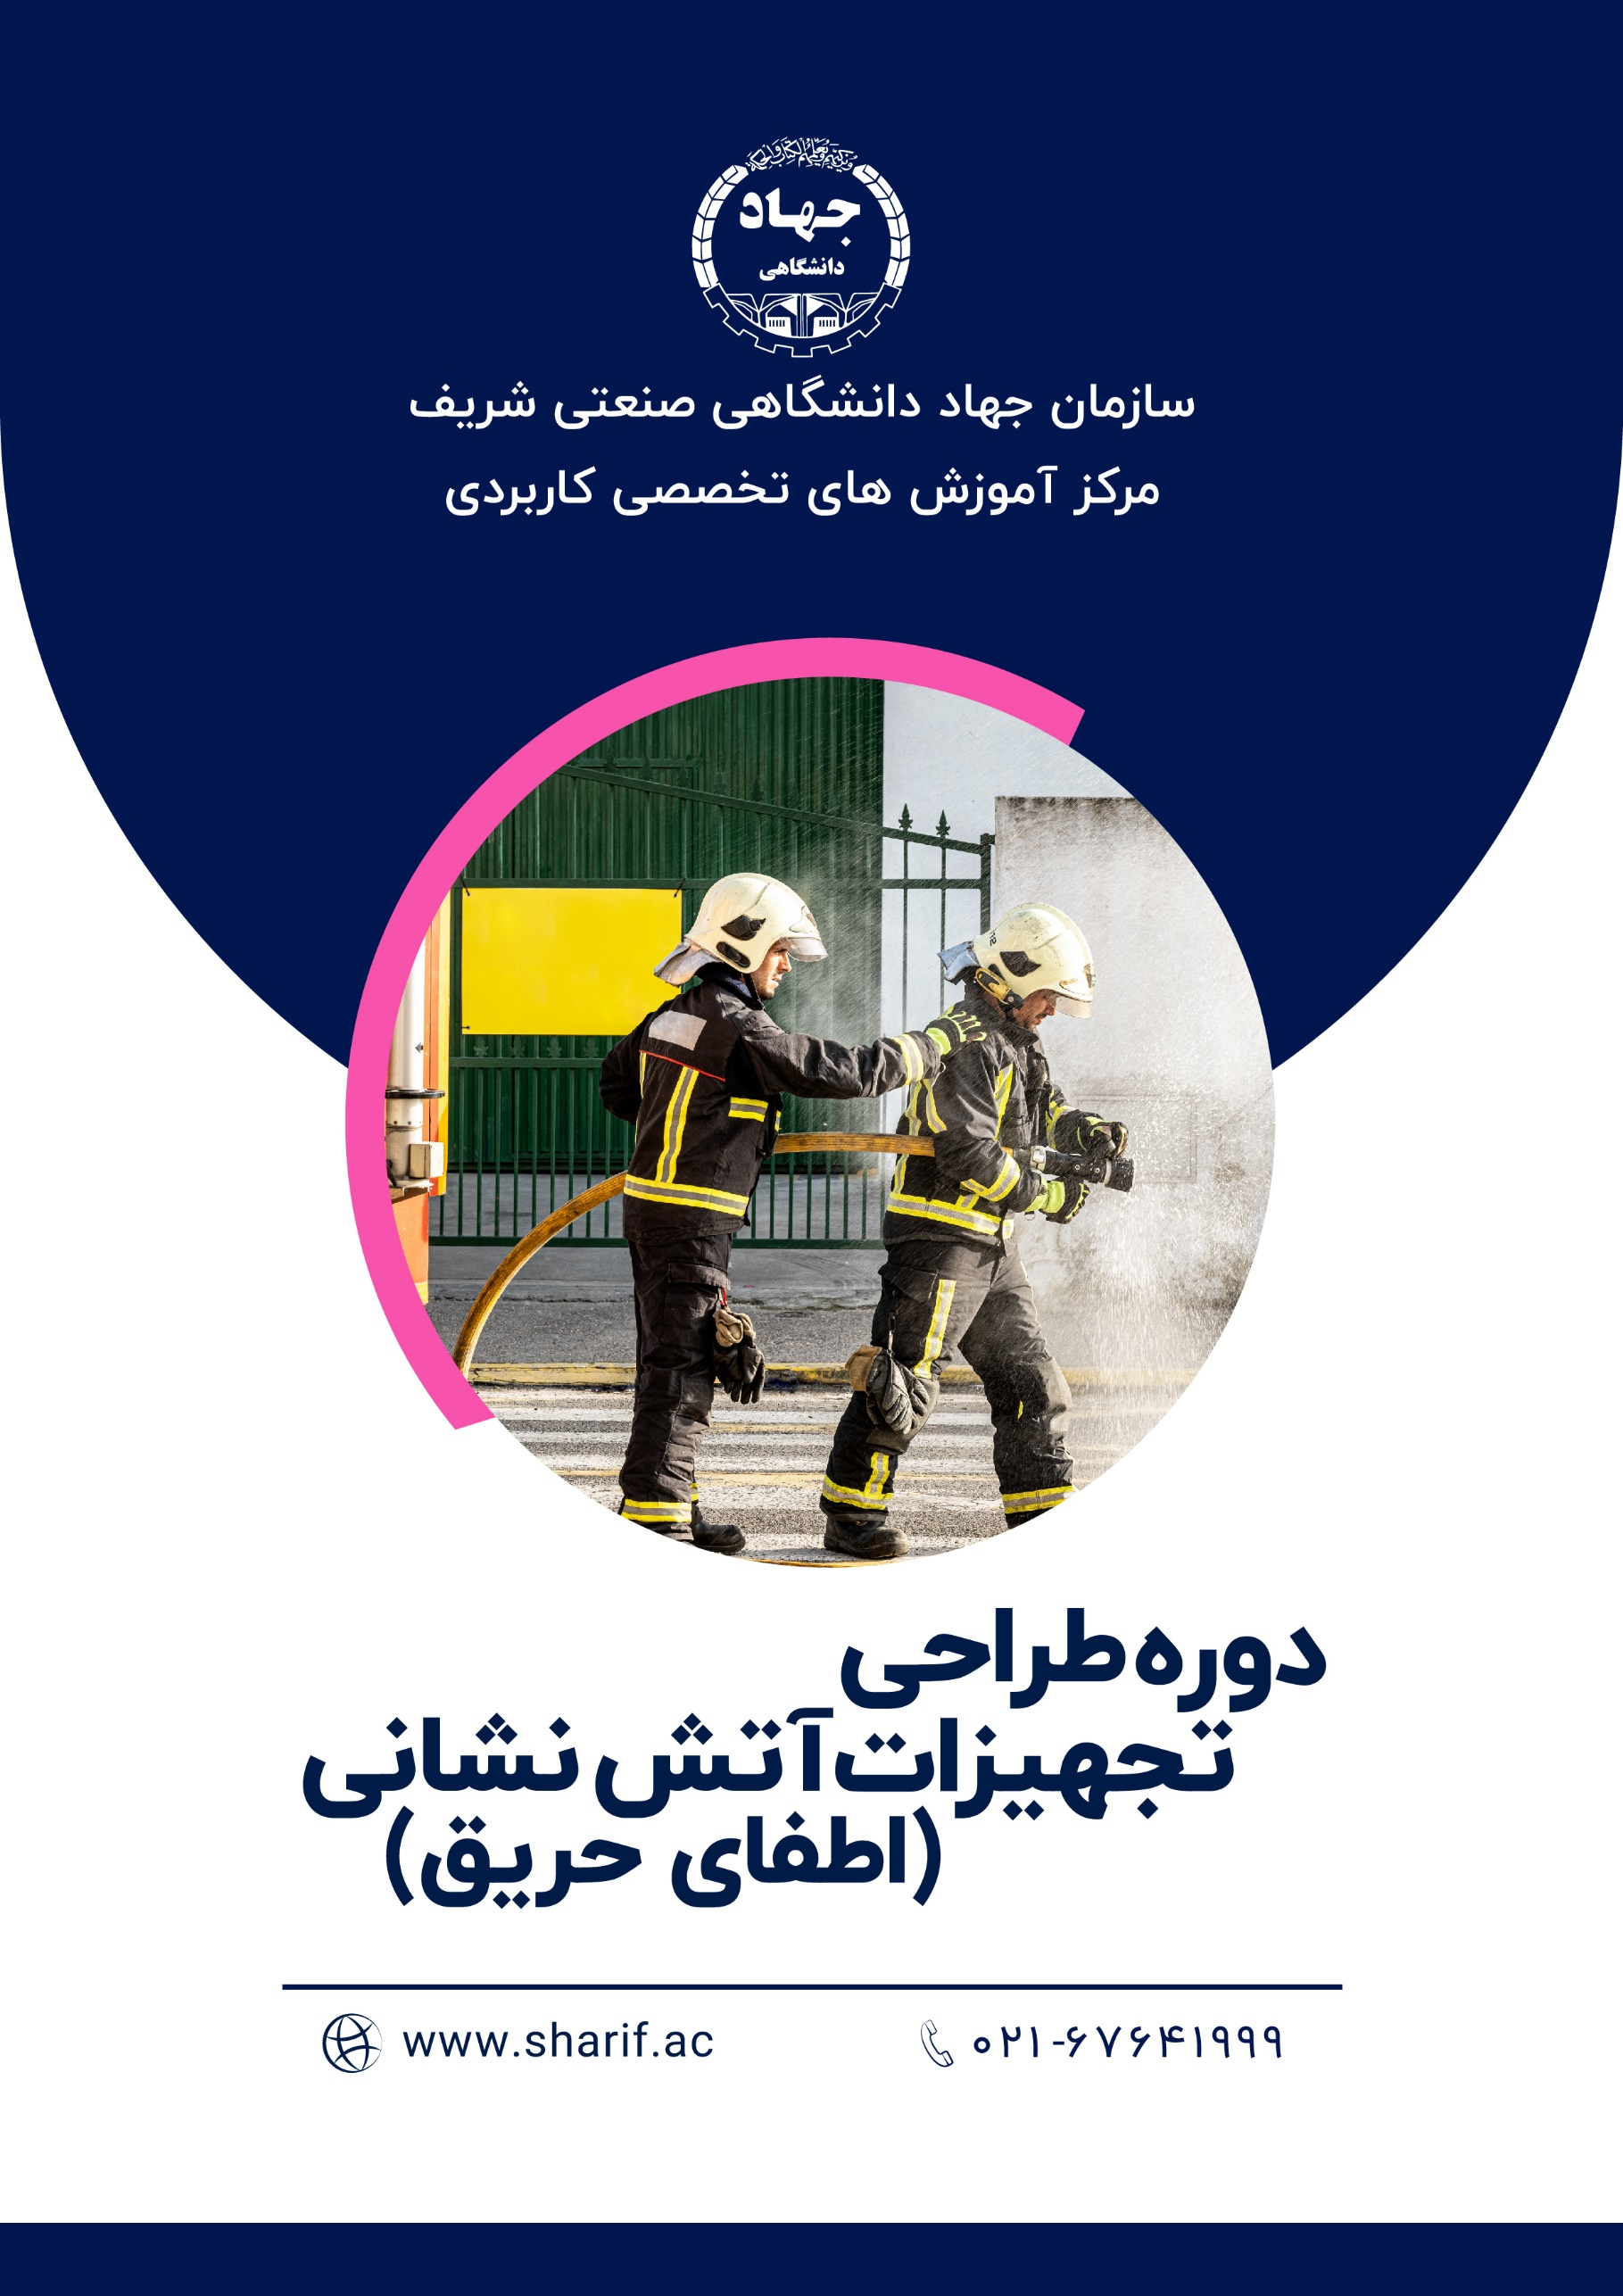 جهاد
دانشگاهی
سازمان جهاد دانشگاهی صنعتی شریف
مرکز آموزش های تخصصی کاربردی
دوره طراحی
تجهیزات آتش نشانی
(اطفای حریق)
۰۲۱-۶۷۶۴۱۹۹۹
www.sharif.ac